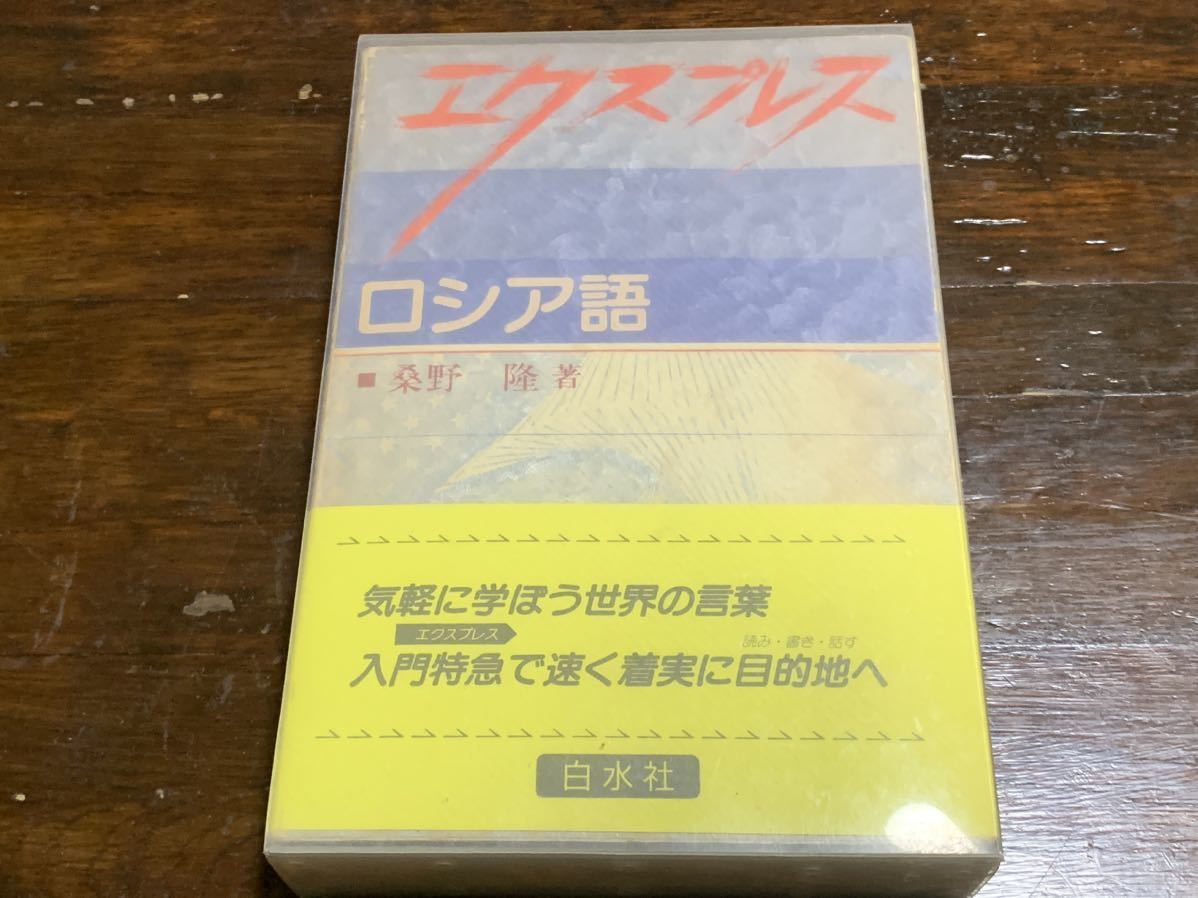 エクスプレス
ロシア語
■ 桑野 隆 著
気軽に学ぼう世界の言葉
エクスプレス 読み・書き・話す
入門特急で速く着実に目的地へ
白水社